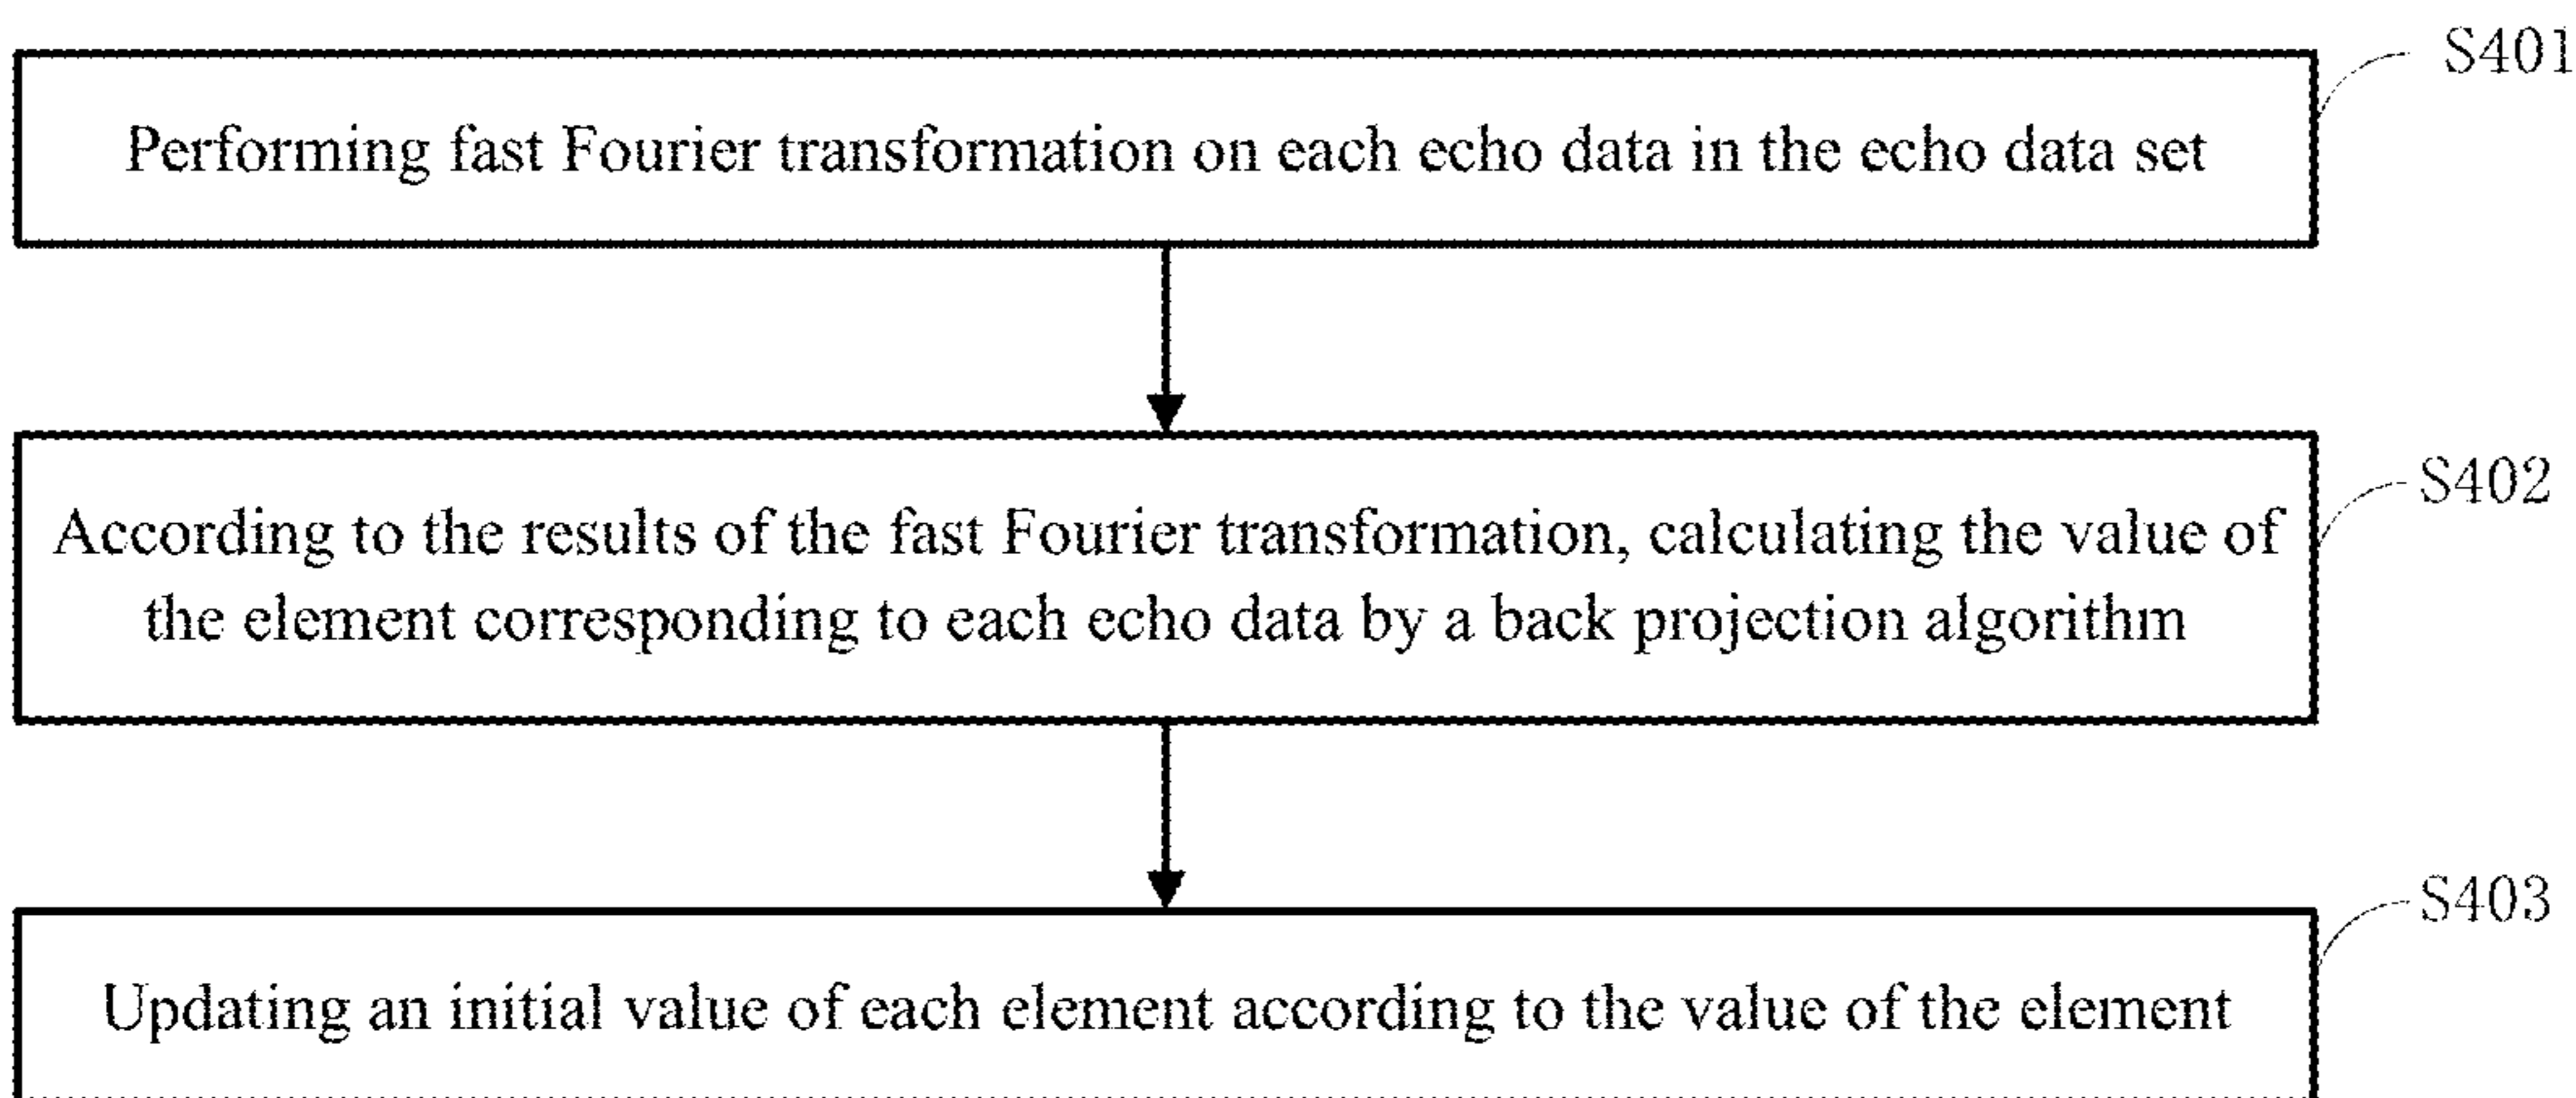 S401
Performing fast Fourier transformation on each echo data in the echo data set
S402
According to the results of the fast Fourier transformation, calculating the value of
the element corresponding to each echo data by a back projection algorithm
S403
Updating an initial value of each element according to the value of the element